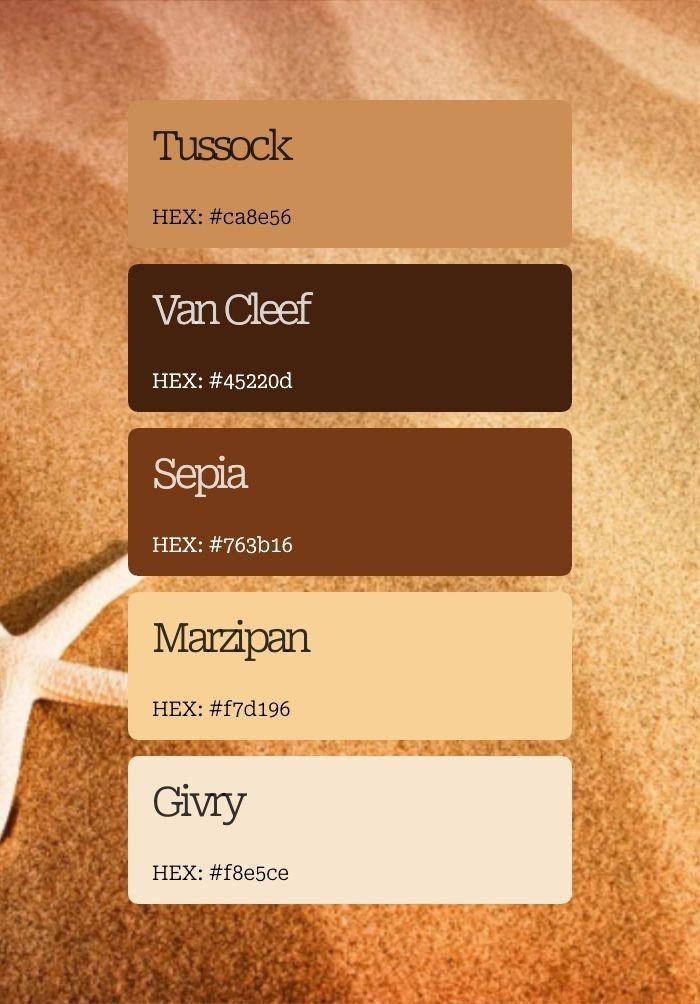 Tussock
HEX: #ca8e56
Van Cleef
HEX: #45220d
Sepia
HEX: #763b16
Marzipan
HEX: #f7d196
Givry
HEX: #f8e5ce